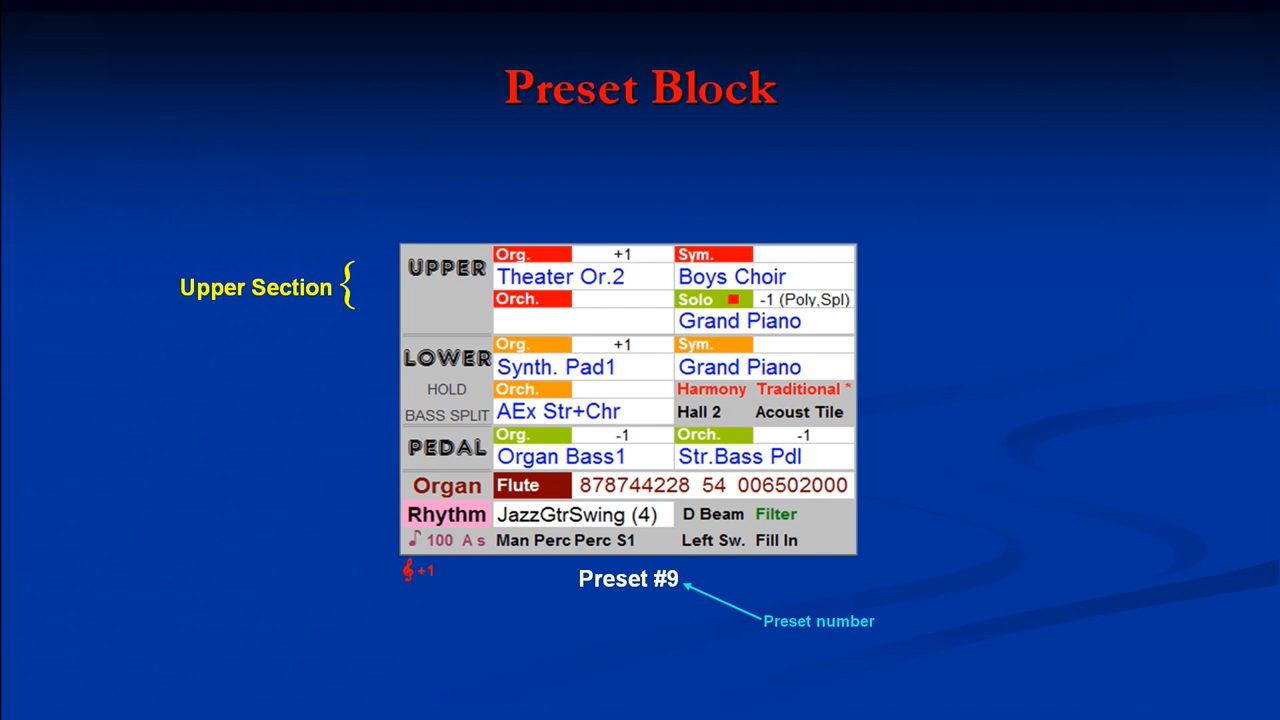 Preset Block
Upper Section
UPPER Org. +1 Sym.
Theater Or.2 Boys Choir
Orch. Solo -1 (Poly,Spl)
Grand Piano
LOWER Org. +1 Sym.
Synth. Pad1 Grand Piano
HOLD Orch. Harmony Traditional *
BASS SPLIT AEx Str+Chr Hall 2 Acoust Tile
PEDAL Org. -1 Orch. -1
Organ Bass1 Str.Bass Pdl
Organ Flute 878744228 54 006502000
Rhythm JazzGtrSwing (4) D Beam Filter
♪ 100 A s Man Perc Perc S1 Left Sw. Fill In
+1
Preset #9
Preset number